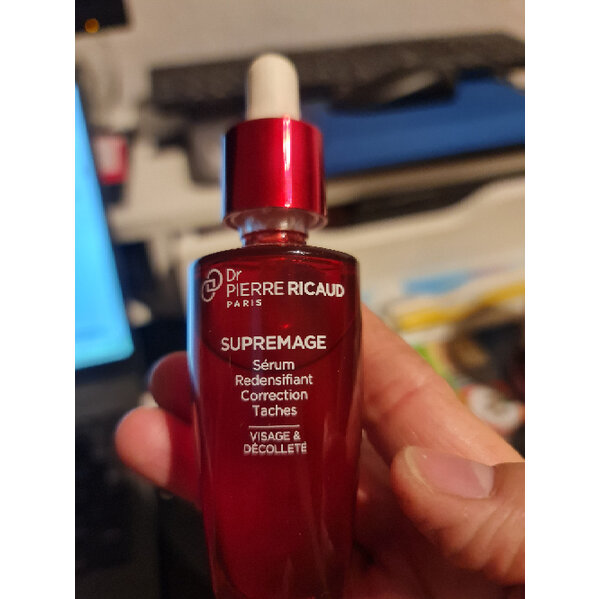 Dr
PIERRE RICAUD
PARIS
SUPREMAGE
Sérum
Redensifiant
Correction
Taches
VISAGE &
DÉCOLLETÉ